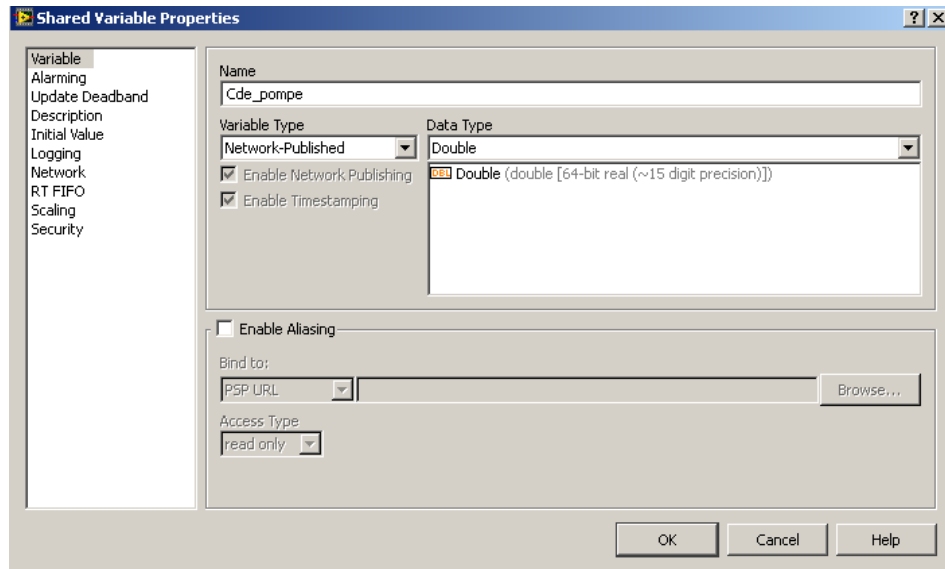 Shared Variable Properties
Variable
Alarming
Update Deadband
Description
Initial Value
Logging
Network
RT FIFO
Scaling
Security
Name
Cde_pompe
Variable Type
Data Type
Network-Published
Double
Enable Network Publishing
Enable Timestamping
DBL Double (double [64-bit real (~15 digit precision)])
Enable Aliasing
Bind to:
PSP URL
Browse...
Access Type
read only
OK
Cancel
Help